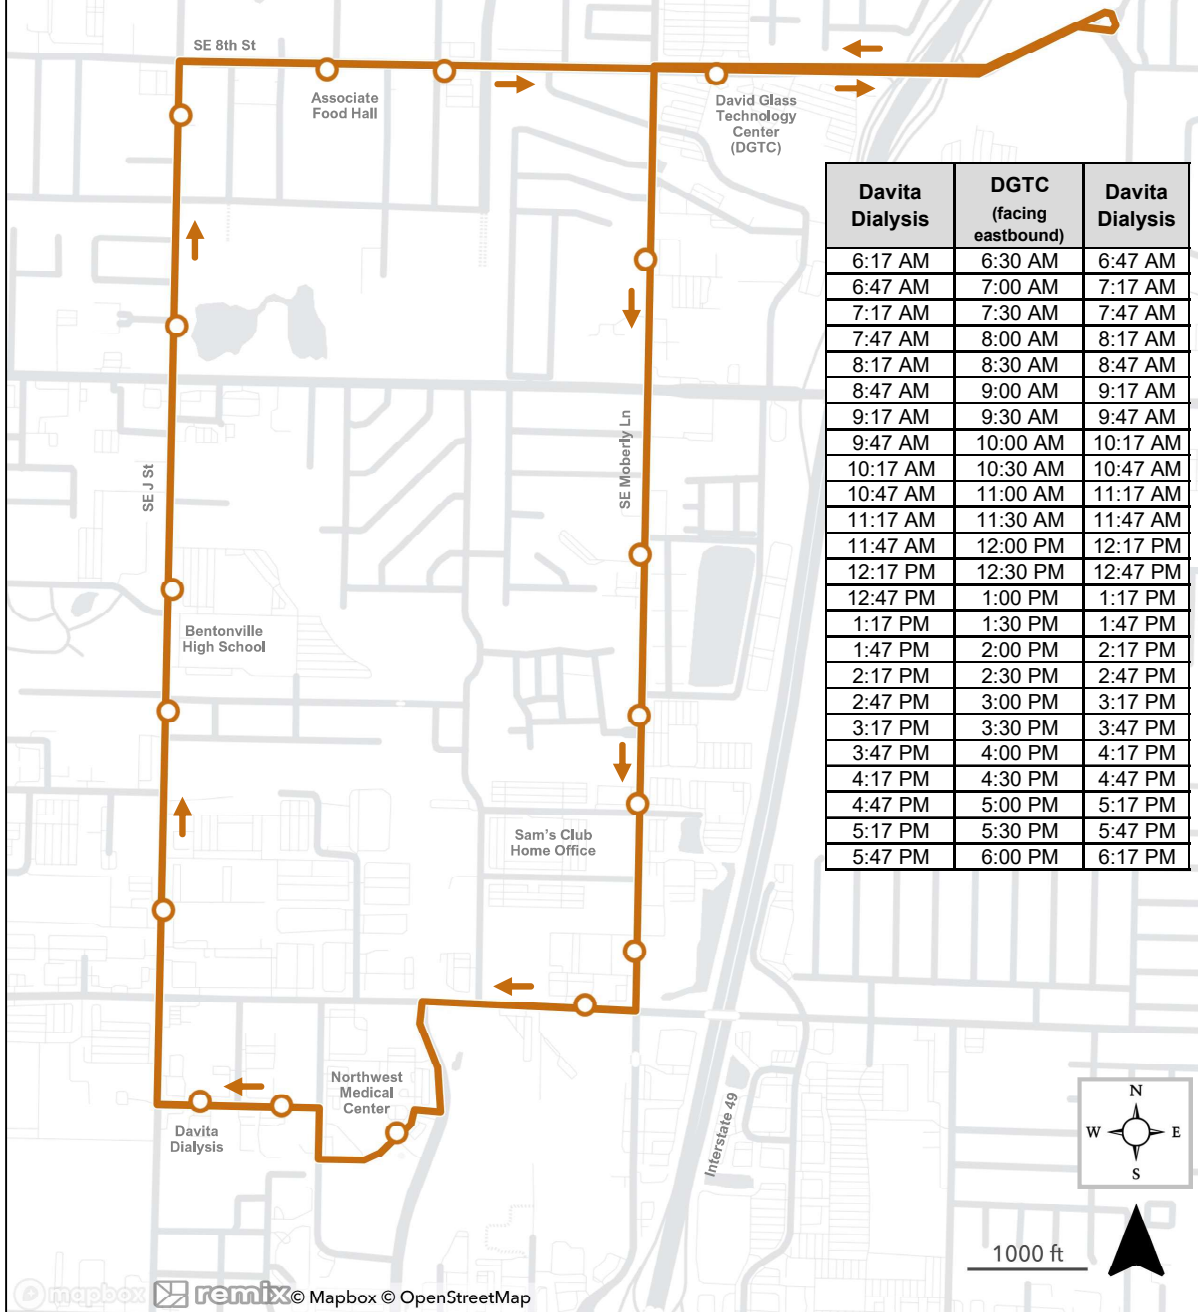 SE 8th St
Associate
Food Hall
David Glass
Technology
Center
(DGTC)
Davita
Dialysis
DGTC
(facing
eastbound)
Davita
Dialysis
6:17 AM 6:30 AM 6:47 AM
6:47 AM 7:00 AM 7:17 AM
7:17 AM 7:30 AM 7:47 AM
7:47 AM 8:00 AM 8:17 AM
8:17 AM 8:30 AM 8:47 AM
8:47 AM 9:00 AM 9:17 AM
9:17 AM 9:30 AM 9:47 AM
9:47 AM 10:00 AM 10:17 AM
10:17 AM 10:30 AM 10:47 AM
10:47 AM 11:00 AM 11:17 AM
11:17 AM 11:30 AM 11:47 AM
11:47 AM 12:00 PM 12:17 PM
12:17 PM 12:30 PM 12:47 PM
12:47 PM 1:00 PM 1:17 PM
1:17 PM 1:30 PM 1:47 PM
1:47 PM 2:00 PM 2:17 PM
2:17 PM 2:30 PM 2:47 PM
2:47 PM 3:00 PM 3:17 PM
3:17 PM 3:30 PM 3:47 PM
3:47 PM 4:00 PM 4:17 PM
4:17 PM 4:30 PM 4:47 PM
4:47 PM 5:00 PM 5:17 PM
5:17 PM 5:30 PM 5:47 PM
5:47 PM 6:00 PM 6:17 PM
SE J St
SE Moberly Ln
Bentonville
High School
Sam's Club
Home Office
Northwest
Medical
Center
Davita
Dialysis
Interstate 49
N
W E
S
1000 ft
mapbox remix © Mapbox © OpenStreetMap